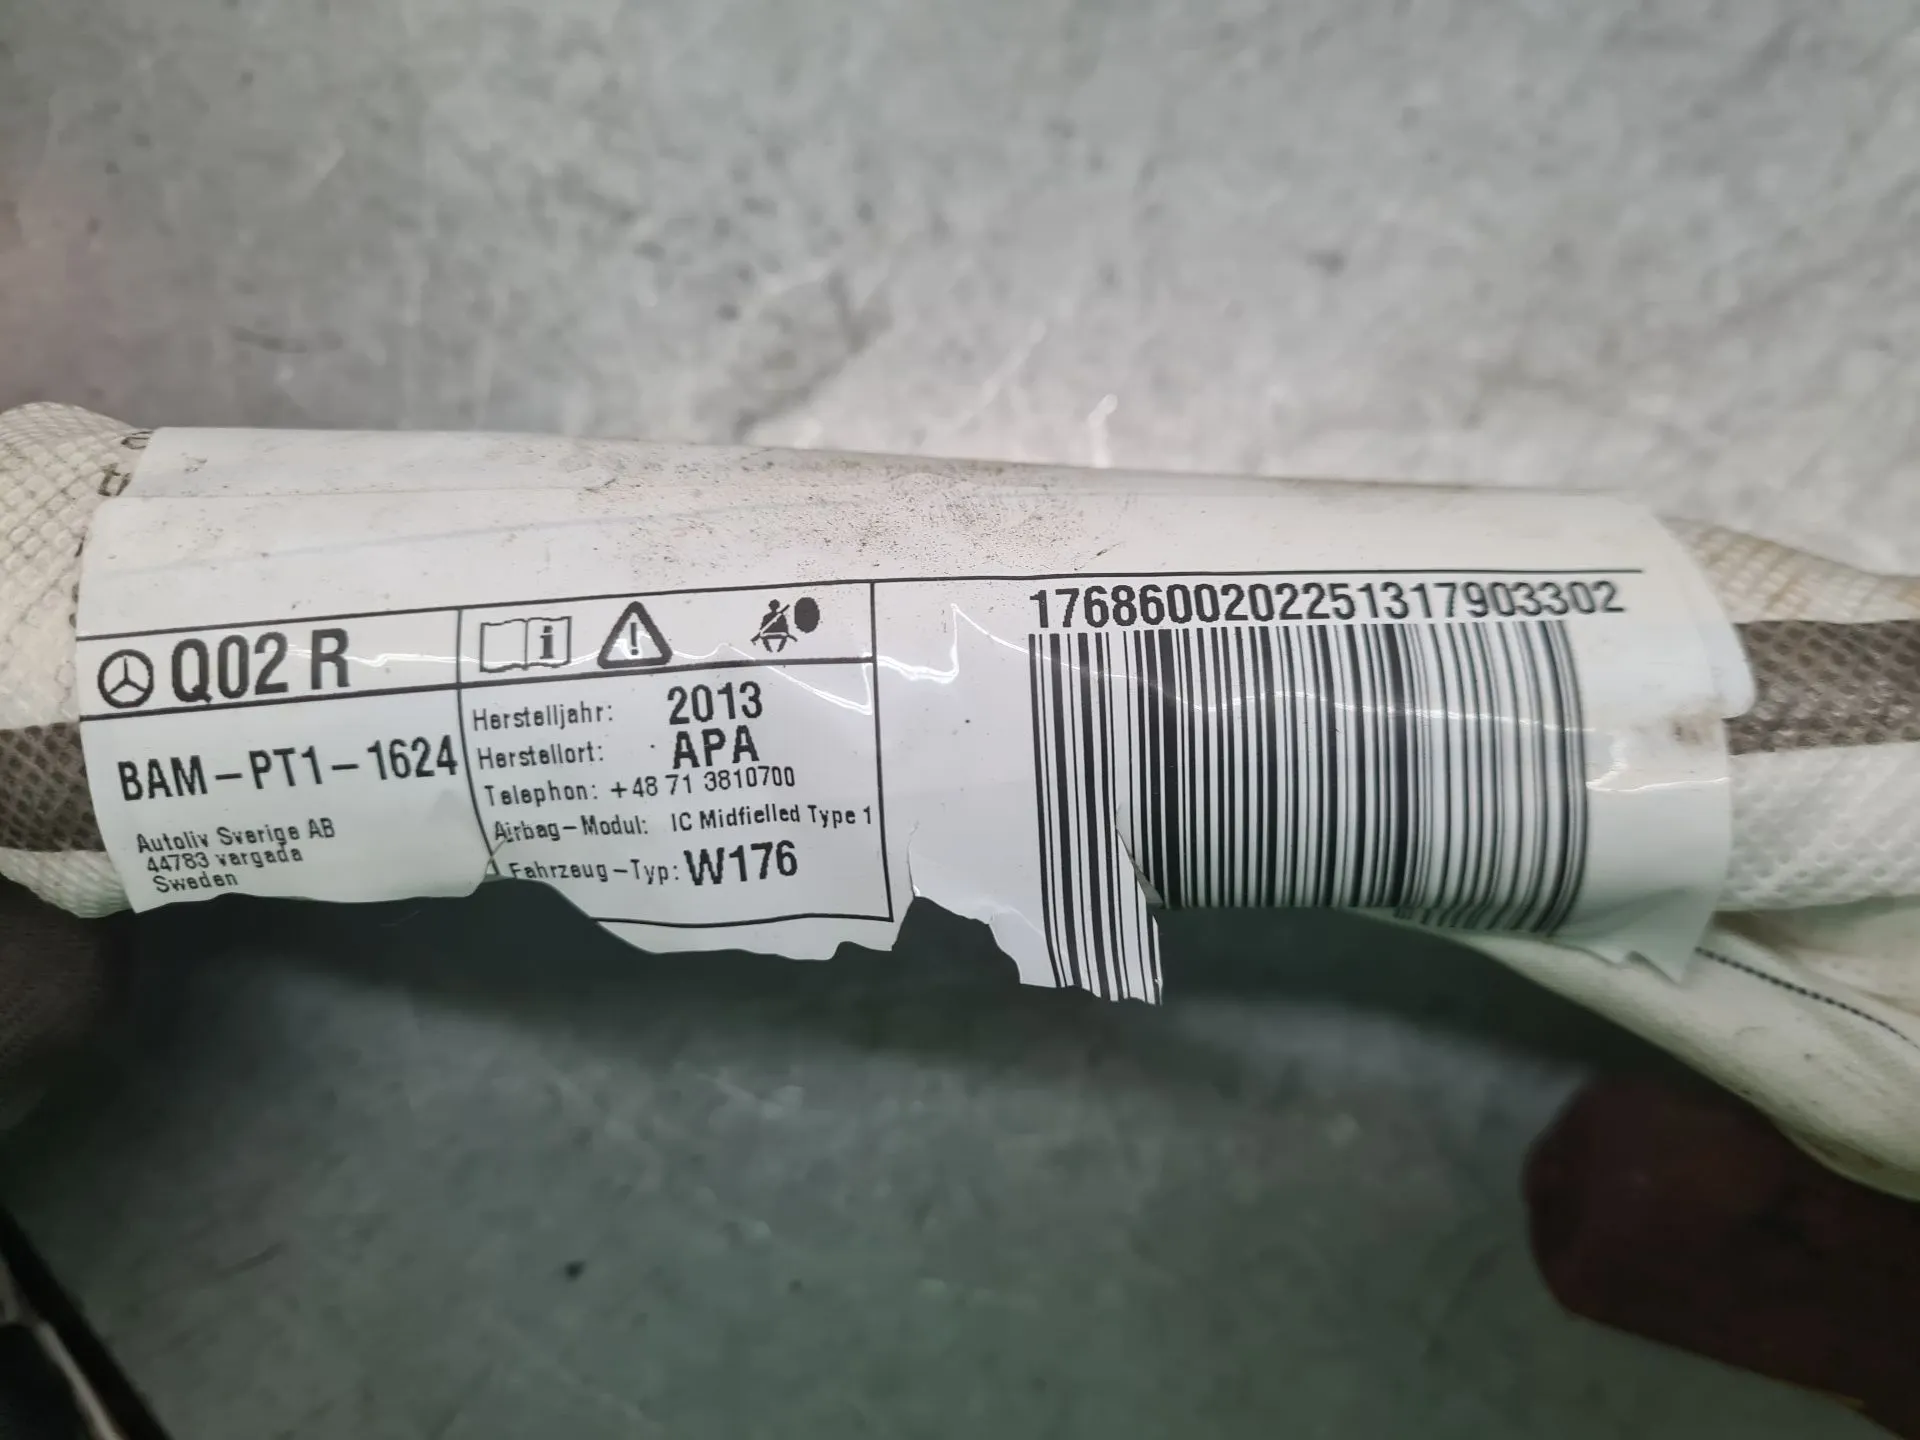 Q02 R
BAM-PT1-1624
Autoliv Sverige AB
44783 vargada
Sweden
Herstelljahr: 2013
Herstellort: APA
Telephon: +48 71 3810700
Airbag-Modul: IC Midfielled Type 1
Fahrzeug-Typ: W176
1768600202251317903302